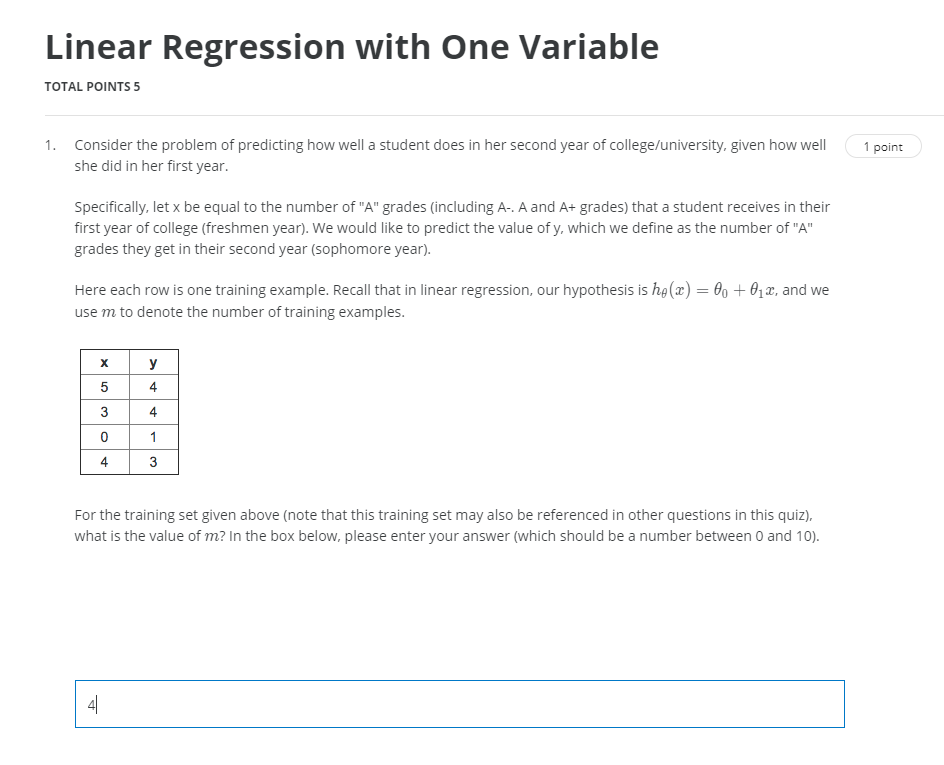 Linear Regression with One Variable
TOTAL POINTS 5
1. Consider the problem of predicting how well a student does in her second year of college/university, given how well 1 point
she did in her first year.
Specifically, let x be equal to the number of "A" grades (including A-. A and A+ grades) that a student receives in their
first year of college (freshmen year). We would like to predict the value of y, which we define as the number of "A"
grades they get in their second year (sophomore year).
Here each row is one training example. Recall that in linear regression, our hypothesis is hθ(x) = θ0 + θ1x, and we
use m to denote the number of training examples.
x y
5 4
3 4
0 1
4 3
For the training set given above (note that this training set may also be referenced in other questions in this quiz),
what is the value of m? In the box below, please enter your answer (which should be a number between 0 and 10).
4